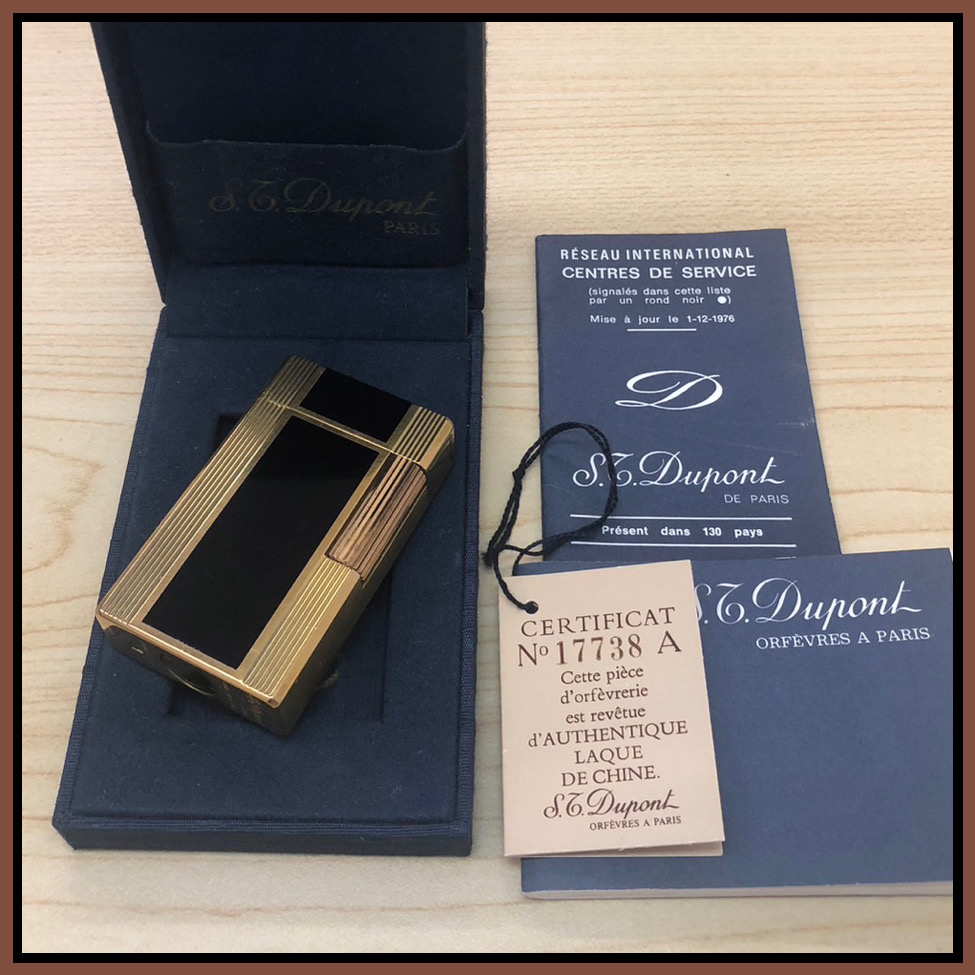 S.T. Dupont
PARIS
RÉSEAU INTERNATIONAL
CENTRES DE SERVICE
(signalés dans cette liste
par un rond noir ●)
Mise à jour le 1-12-1976
D
S.T. Dupont
DE PARIS
Présent dans 130 pays
S.T. Dupont
ORFÈVRES A PARIS
CERTIFICAT
Nº 17738 A
Cette pièce
d'orfèvrerie
est revêtue
d'AUTHENTIQUE
LAQUE
DE CHINE.
S.T. Dupont
ORFÈVRES A PARIS